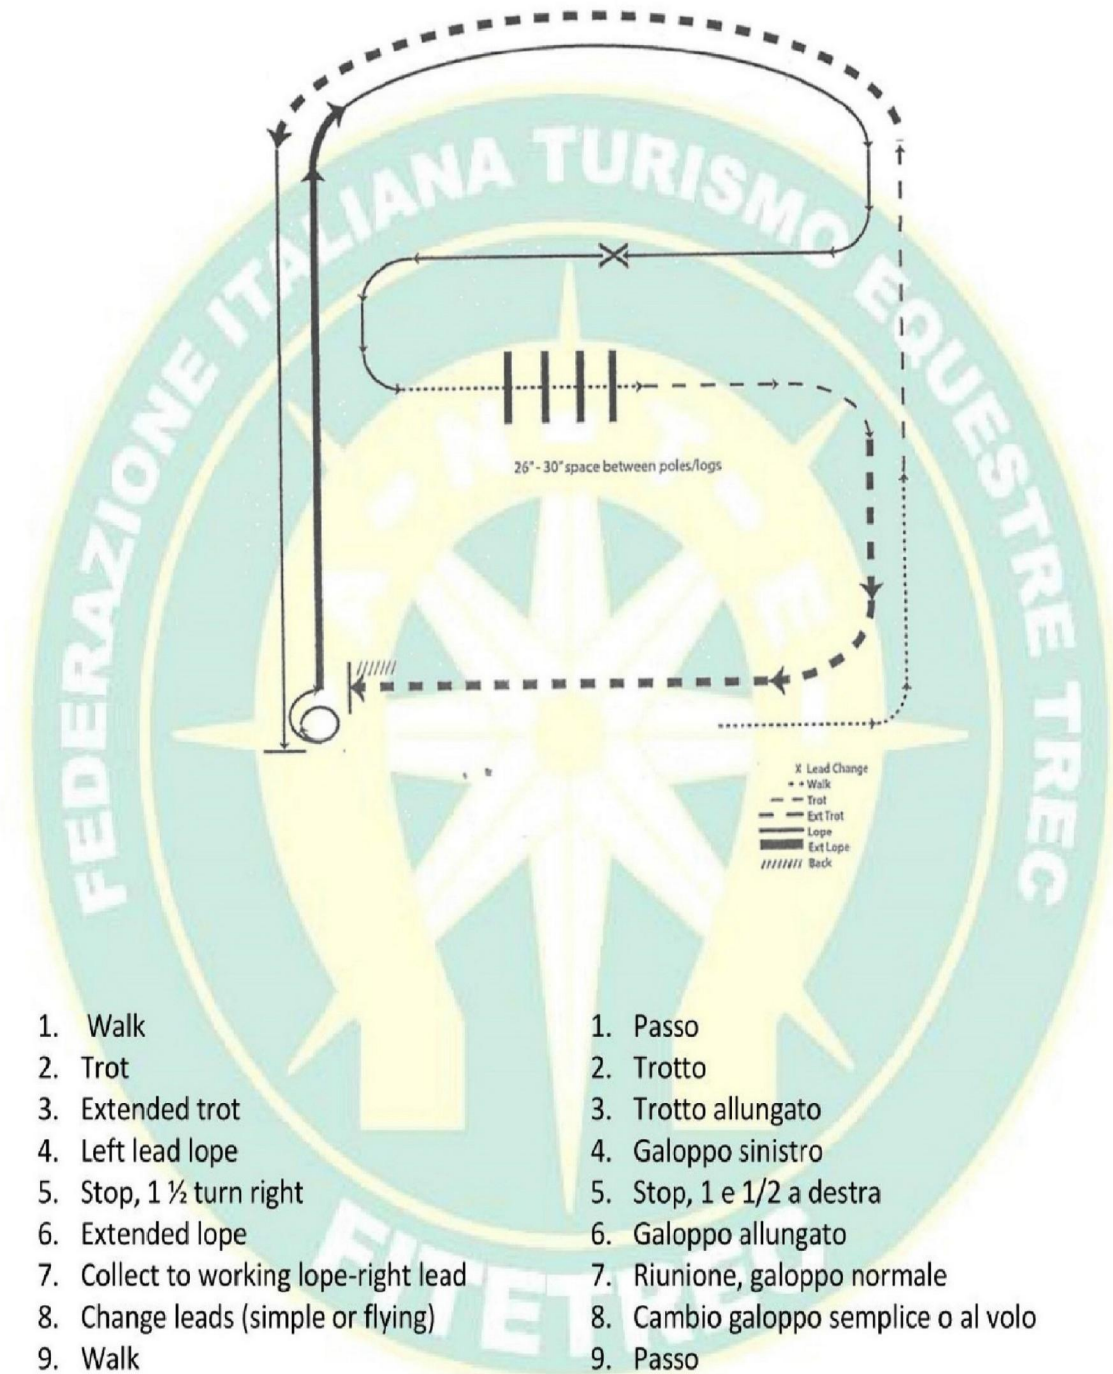 FEDERAZIONE ITALIANA TURISMO EQUESTRE TREC
A·N·T·E
26"- 30" space between poles/logs
X Lead Change
Walk
Trot
Ext Trot
Lope
Ext Lope
Back
1. Walk
2. Trot
3. Extended trot
4. Left lead lope
5. Stop, 1 ½ turn right
6. Extended lope
7. Collect to working lope-right lead
8. Change leads (simple or flying)
9. Walk
1. Passo
2. Trotto
3. Trotto allungato
4. Galoppo sinistro
5. Stop, 1 e 1/2 a destra
6. Galoppo allungato
7. Riunione, galoppo normale
8. Cambio galoppo semplice o al volo
9. Passo
FITETREC